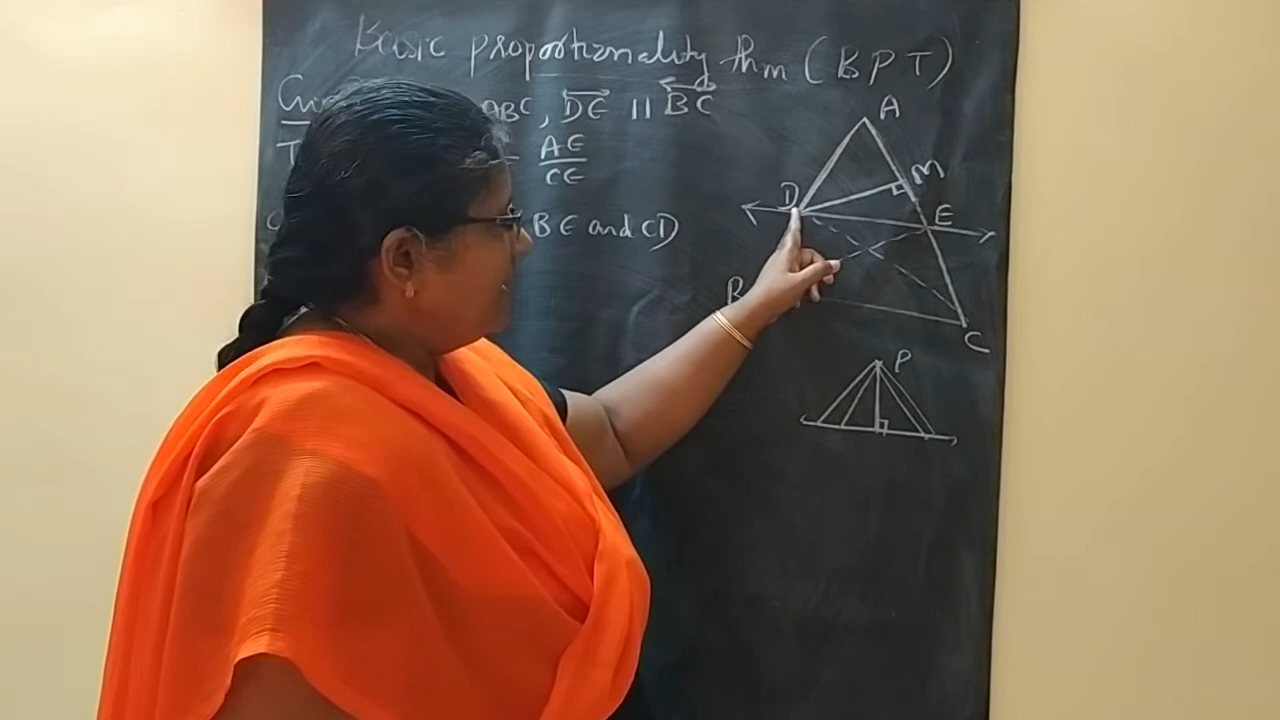 Basic proportionality thm (BPT)
ABC, DE || BC
AE
CE
BE and CD
A
M
D
E
B
C
P